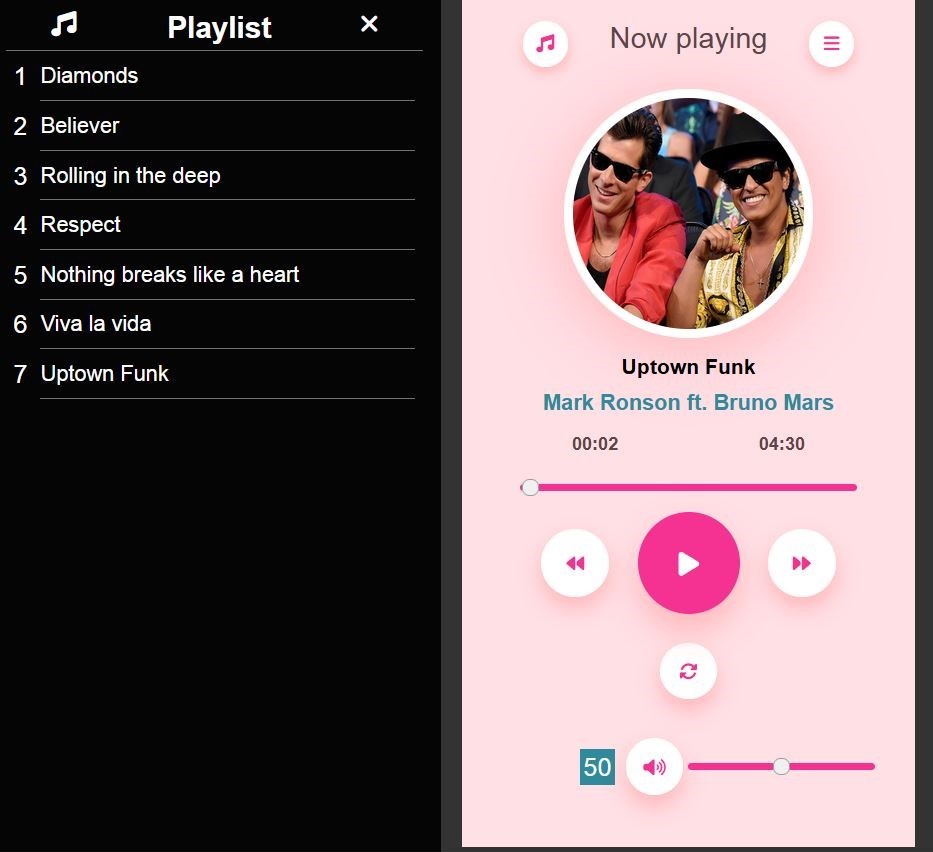 Playlist
1 Diamonds
2 Believer
3 Rolling in the deep
4 Respect
5 Nothing breaks like a heart
6 Viva la vida
7 Uptown Funk
Now playing
Uptown Funk
Mark Ronson ft. Bruno Mars
00:02 04:30
50